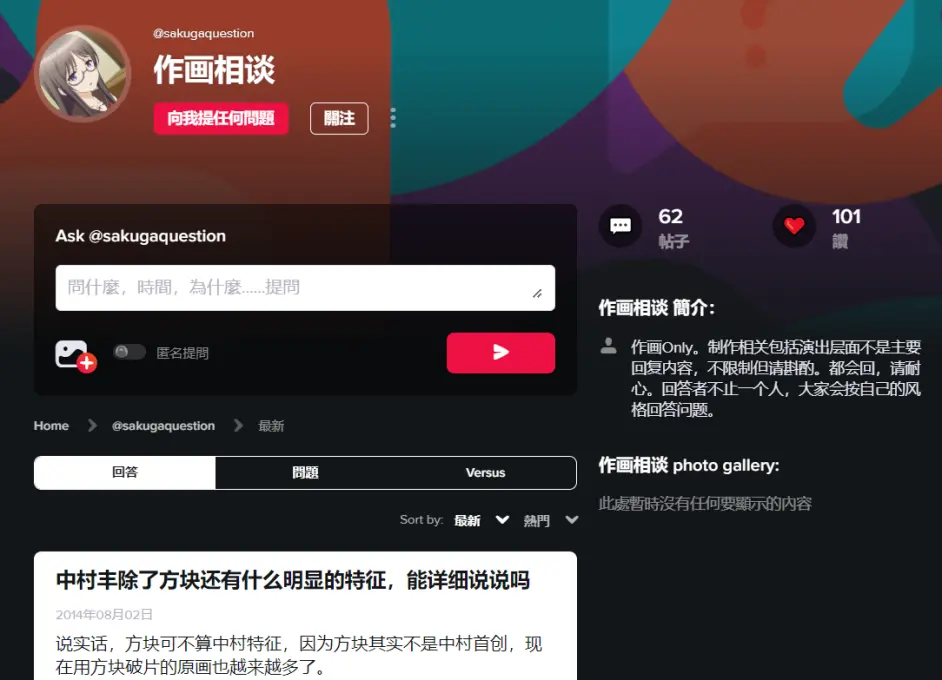 @sakugaquestion
作画相谈
向我提任何問題
關注
Ask @sakugaquestion
問什麼，時間，為什麼......提問
匿名提問
Home
@sakugaquestion
最新
回答
問題
Versus
Sort by:
最新
熱門
中村丰除了方块还有什么明显的特征，能详细说说吗
2014年08月02日
说实话，方块可不算中村特征，因为方块其实不是中村首创，现
在用方块破片的原画也越来越多了。
62
帖子
101
讚
作画相谈 簡介：
作画Only。制作相关包括演出层面不是主要
回复内容，不限制但请斟酌。都会回，请耐
心。回答者不止一个人，大家会按自己的风
格回答问题。
作画相谈 photo gallery:
此處暫時沒有任何要顯示的内容